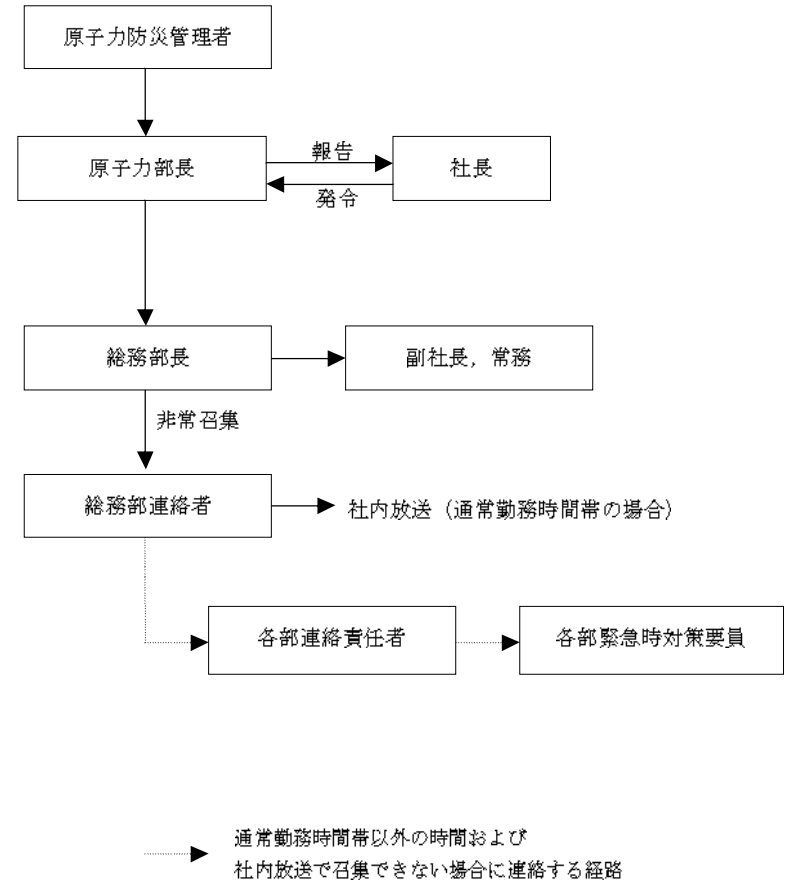 原子力防災管理者
原子力部長
報告
社長
発令
総務部長
副社長，常務
非常召集
総務部連絡者
社内放送（通常勤務時間帯の場合）
各部連絡責任者
各部緊急時対策要員
通常勤務時間帯以外の時間および
社内放送で召集できない場合に連絡する経路